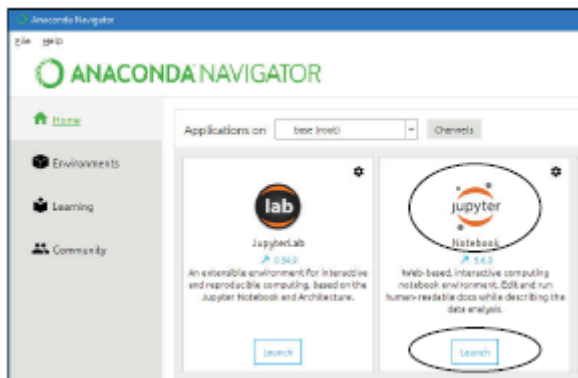 Anaconda Navigator
File Help
ANACONDA NAVIGATOR
Home
Applications on base (root) Channels
Environments
Learning
Community
lab
JupyterLab
0.34.9
An extensible environment for interactive
and reproducible computing, based on the
Jupyter Notebook and Architecture.
Launch
jupyter
Notebook
5.6.0
Web-based, interactive computing
notebook environment. Edit and run
human-readable docs while describing the
data analysis.
Launch